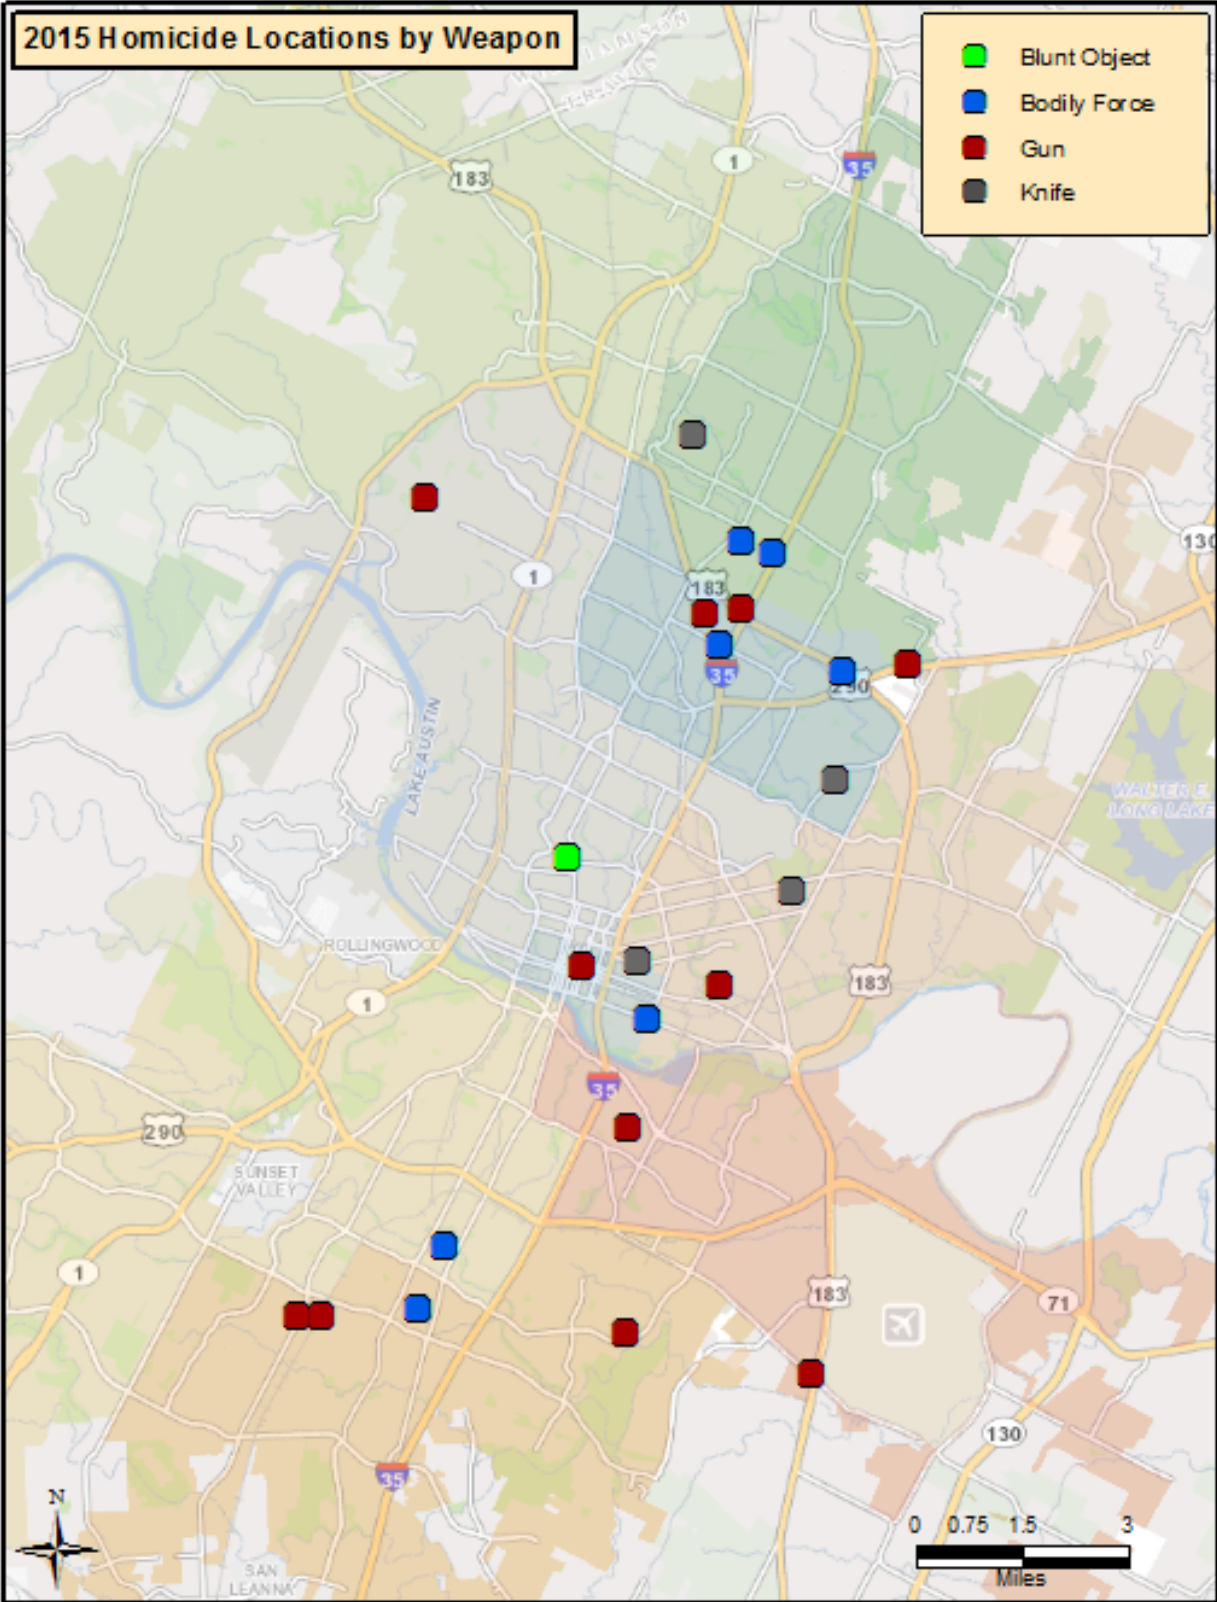 2015 Homicide Locations by Weapon
Blunt Object
Bodily Force
Gun
Knife
TRAVIS
1
35
183
130
1
183
35
290
LAKE AUSTIN
WALTER E.
LONG LAKE
ROLLINGWOOD
183
1
35
290
SUNSET
VALLEY
1
183
71
130
35
N
SAN
LEANNA
0 0.75 1.5 3
Miles